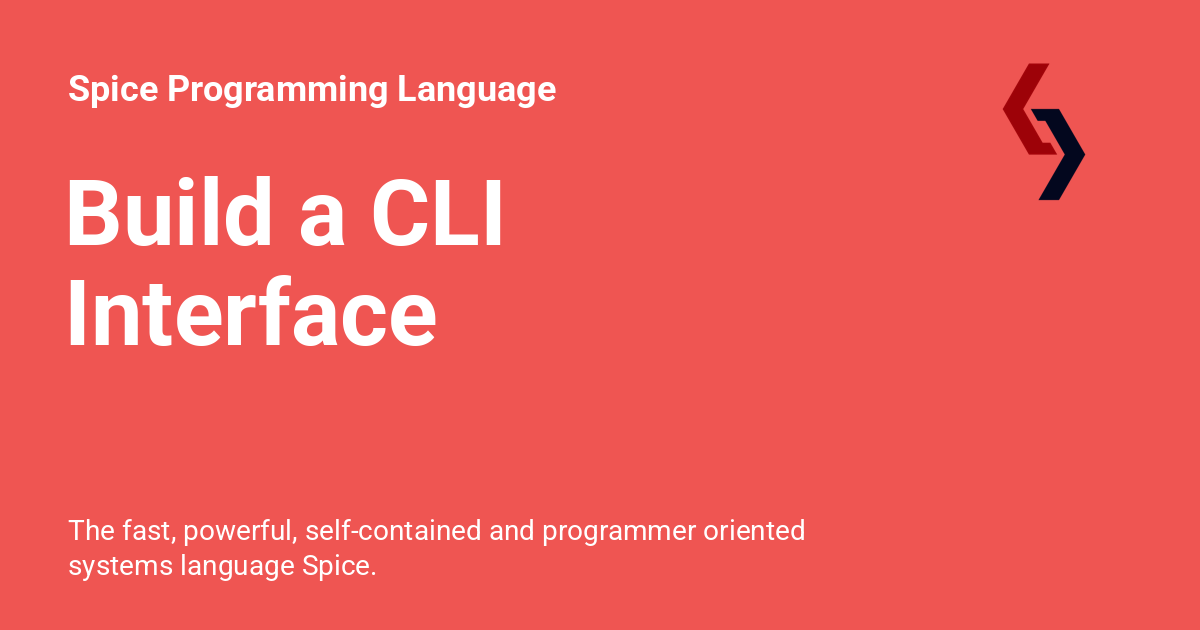 Spice Programming Language
Build a CLI
Interface
The fast, powerful, self-contained and programmer oriented
systems language Spice.